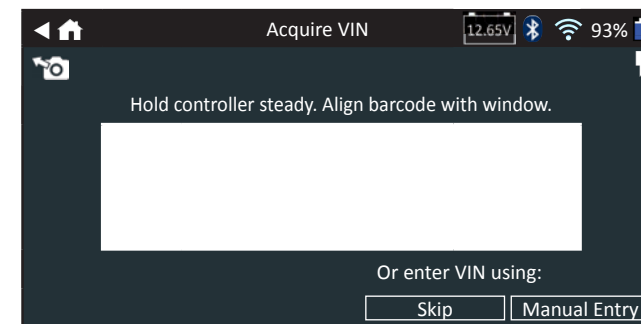 Acquire VIN 12.65V 93%
Hold controller steady. Align barcode with window.
Or enter VIN using:
Skip Manual Entry